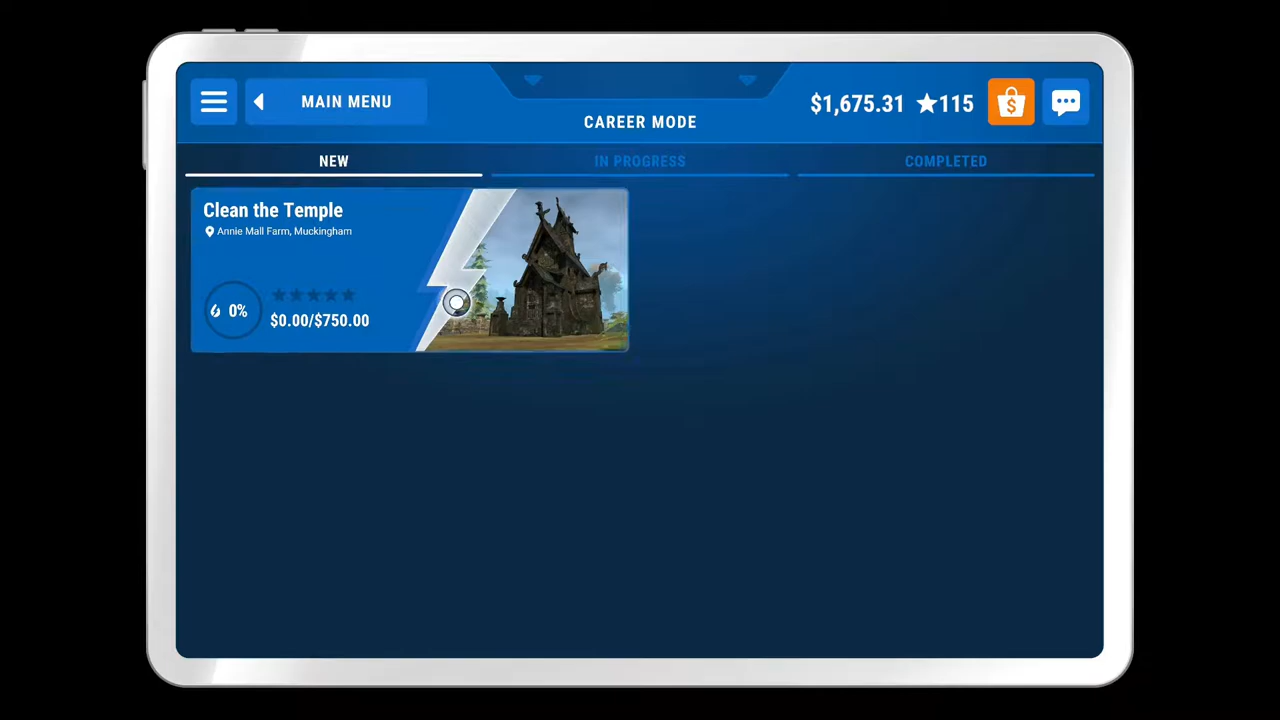 MAIN MENU
CAREER MODE
$1,675.31 ★115
$
NEW
IN PROGRESS
COMPLETED
Clean the Temple
Annie Mall Farm, Muckingham
0%
$0.00/$750.00